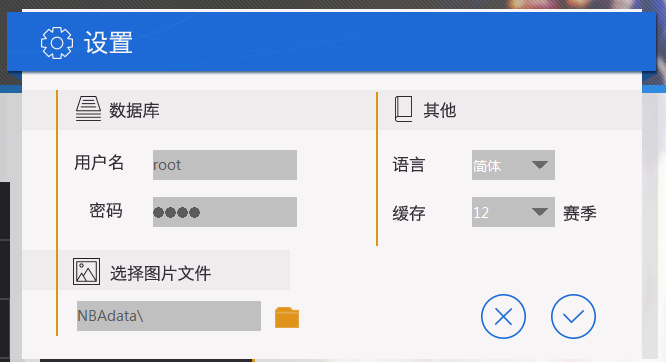 设置
数据库
用户名 root
密码 ●●●●
选择图片文件
NBAdata\
其他
语言 简体
缓存 12 赛季